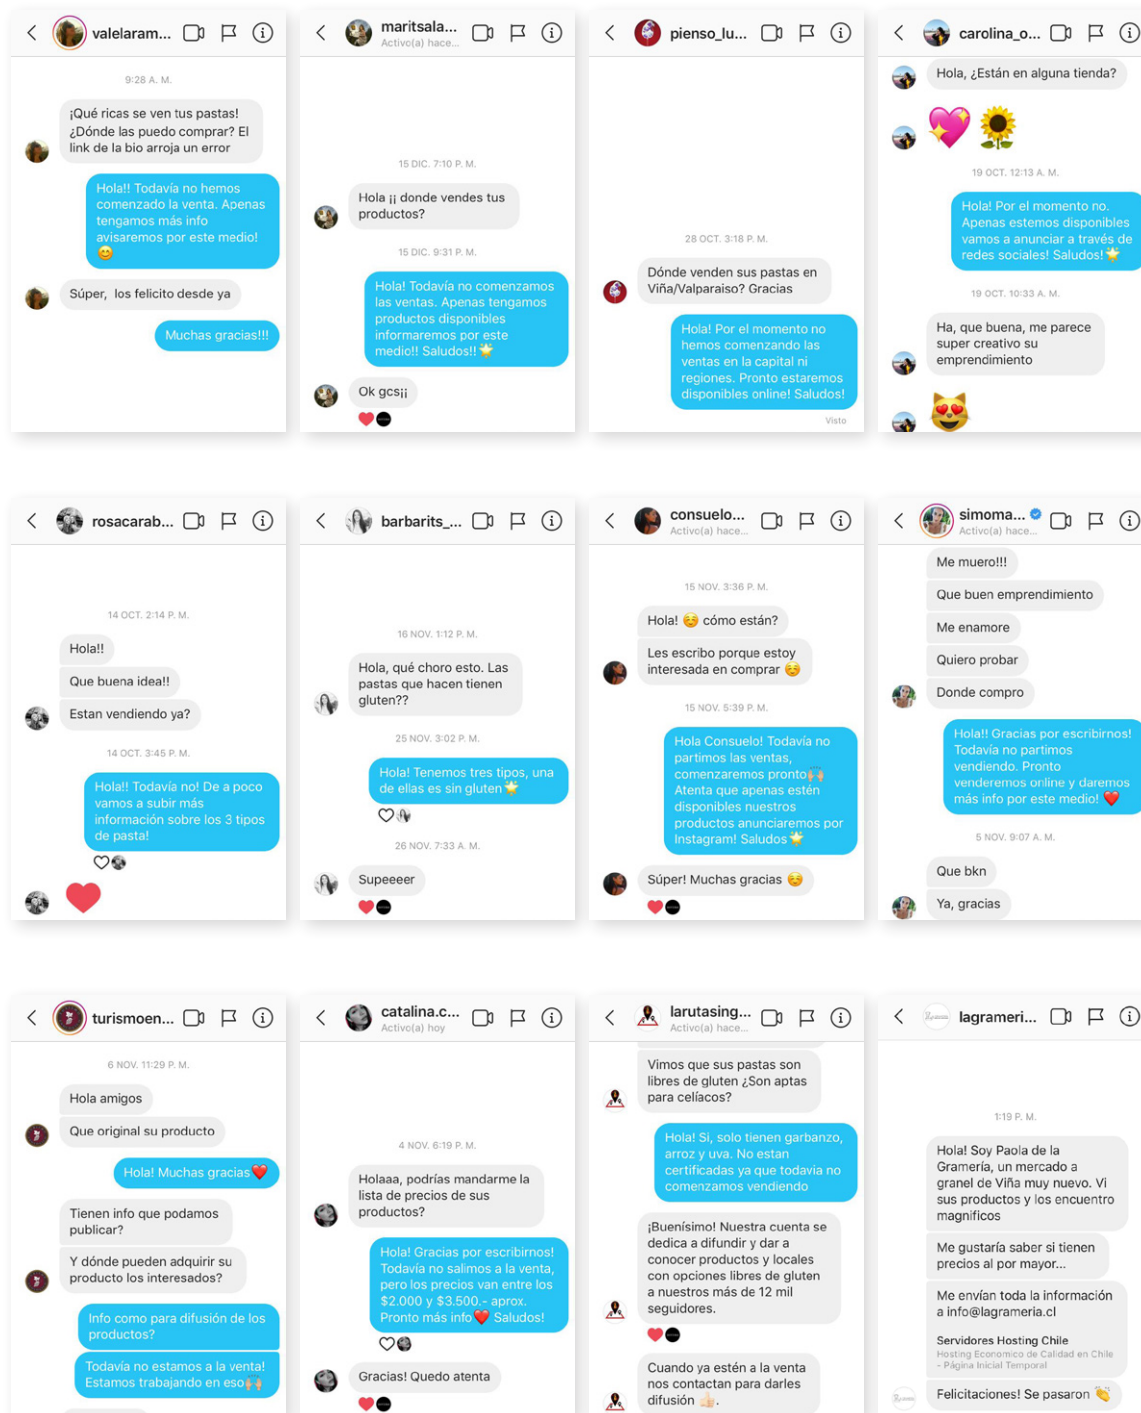 valelaram...
9:28 A. M.
¡Qué ricas se ven tus pastas!
¿Dónde las puedo comprar? El
link de la bio arroja un error
Hola!! Todavía no hemos
comenzado la venta. Apenas
tengamos más info
avisaremos por este medio!
😊
Súper, los felicito desde ya
Muchas gracias!!!
maritsala...
Activo(a) hace...
15 DIC. 7:10 P. M.
Hola ¡¡ donde vendes tus
productos?
15 DIC. 9:31 P. M.
Hola! Todavía no comenzamos
las ventas. Apenas tengamos
productos disponibles
informaremos por este
medio!! Saludos!!🌟
Ok gcs¡¡
pienso_lu...
28 OCT. 3:18 P. M.
Dónde venden sus pastas en
Viña/Valparaiso? Gracias
Hola! Por el momento no
hemos comenzando las
ventas en la capital ni
regiones. Pronto estaremos
disponibles online! Saludos!
Visto
carolina_o...
Hola, ¿Están en alguna tienda?
💖🌻
19 OCT. 12:13 A. M.
Hola! Por el momento no.
Apenas estemos disponibles
vamos a anunciar a través de
redes sociales! Saludos!🌟
19 OCT. 10:33 A. M.
Ha, que buena, me parece
super creativo su
emprendimiento
😻
rosacarab...
14 OCT. 2:14 P. M.
Hola!!
Que buena idea!!
Estan vendiendo ya?
14 OCT. 3:45 P. M.
Hola!! Todavía no! De a poco
vamos a subir más
información sobre los 3 tipos
de pasta!
❤️
barbarits_...
16 NOV. 1:12 P. M.
Hola, qué choro esto. Las
pastas que hacen tienen
gluten??
25 NOV. 3:02 P. M.
Hola! Tenemos tres tipos, una
de ellas es sin gluten🌟
26 NOV. 7:33 A. M.
Supeeeer
consuelo...
Activo(a) hace...
15 NOV. 3:36 P. M.
Hola! ☺️ cómo están?
Les escribo porque estoy
interesada en comprar ☺️
15 NOV. 5:39 P. M.
Hola Consuelo! Todavía no
partimos las ventas,
comenzaremos pronto🙌🏼
Atenta que apenas estén
disponibles nuestros
productos anunciaremos por
Instagram! Saludos🌟
Súper! Muchas gracias ☺️
simoma...
Activo(a) hace...
Me muero!!!
Que buen emprendimiento
Me enamore
Quiero probar
Donde compro
Hola!! Gracias por escribirnos!
Todavía no partimos
vendiendo. Pronto
venderemos online y daremos
más info por este medio! ❤️
5 NOV. 9:07 A. M.
Que bkn
Ya, gracias
turismoen...
6 NOV. 11:29 P. M.
Hola amigos
Que original su producto
Hola! Muchas gracias❤️
Tienen info que podamos
publicar?
Y dónde pueden adquirir su
producto los interesados?
Info como para difusión de los
productos?
Todavía no estamos a la venta!
Estamos trabajando en eso🙌🏼
catalina.c...
Activo(a) hoy
4 NOV. 6:19 P. M.
Holaaa, podrías mandarme la
lista de precios de sus
productos?
Hola! Gracias por escribirnos!
Todavía no salimos a la venta,
pero los precios van entre los
$2.000 y $3.500.- aprox.
Pronto más info❤️ Saludos!
Gracias! Quedo atenta
larutasing...
Activo(a) hace...
Vimos que sus pastas son
libres de gluten ¿Son aptas
para celíacos?
Hola! Si, solo tienen garbanzo,
arroz y uva. No estan
certificadas ya que todavia no
comenzamos vendiendo
¡Buenísimo! Nuestra cuenta se
dedica a difundir y dar a
conocer productos y locales
con opciones libres de gluten
a nuestros más de 12 mil
seguidores.
Cuando ya estén a la venta
nos contactan para darles
difusión 👍🏻.
lagrameri...
1:19 P. M.
Hola! Soy Paola de la
Gramería, un mercado a
granel de Viña muy nuevo. Vi
sus productos y los encuentro
magnificos
Me gustaría saber si tienen
precios al por mayor...
Me envían toda la información
a info@lagrameria.cl
Servidores Hosting Chile
Hosting Economico de Calidad en Chile
- Página Inicial Temporal
Felicitaciones! Se pasaron 👏